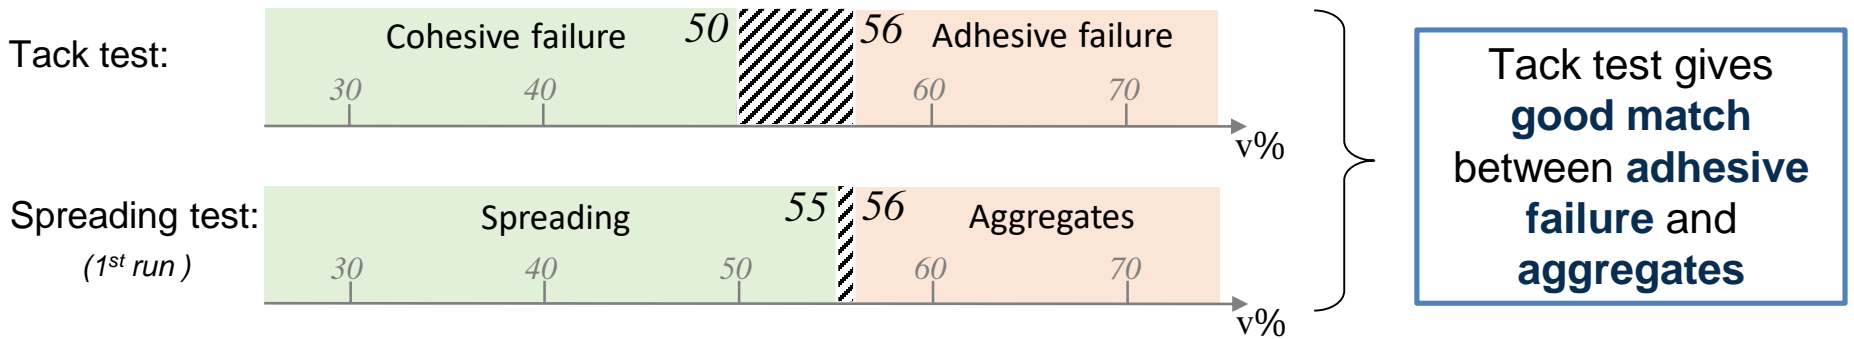 Tack test:
Cohesive failure 50 56 Adhesive failure
30 40 60 70
v%
Spreading test:
(1st run )
Spreading 55 56 Aggregates
30 40 50 60 70
v%
Tack test gives
good match
between adhesive
failure and
aggregates